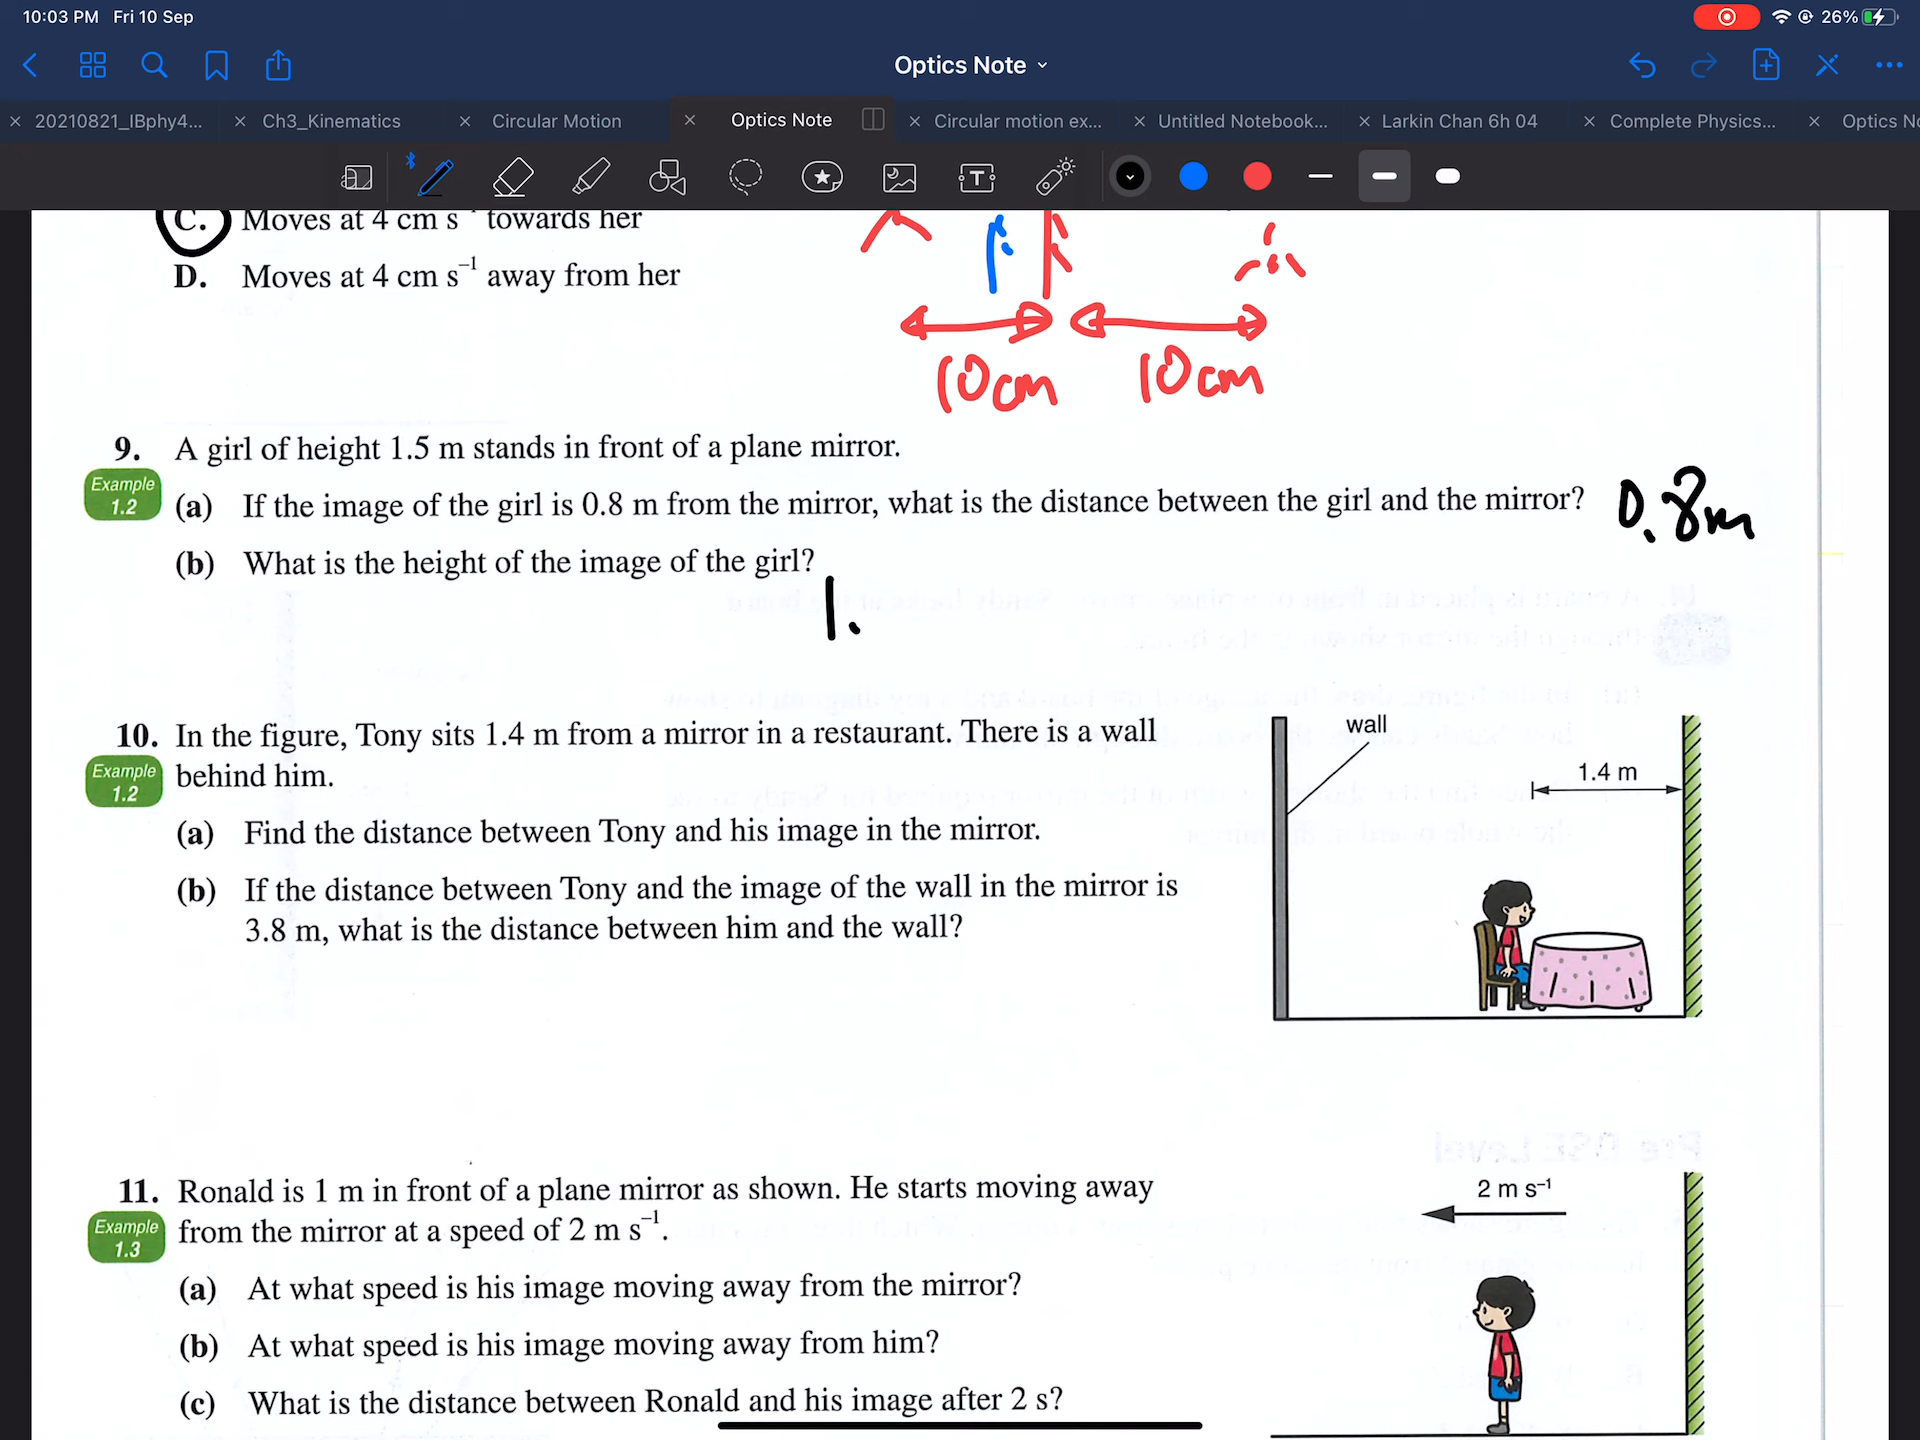 10:03 PM Fri 10 Sep
26%
Optics Note
20210821_IBphy4...
Ch3_Kinematics
Circular Motion
Optics Note
Circular motion ex...
Untitled Notebook...
Larkin Chan 6h 04
Complete Physics...
Optics No
C. Moves at 4 cm s⁻¹ towards her
D. Moves at 4 cm s⁻¹ away from her
10cm 10cm
9. A girl of height 1.5 m stands in front of a plane mirror.
Example 1.2
(a) If the image of the girl is 0.8 m from the mirror, what is the distance between the girl and the mirror? 0.8m
(b) What is the height of the image of the girl?
1.
10. In the figure, Tony sits 1.4 m from a mirror in a restaurant. There is a wall
behind him.
Example 1.2
(a) Find the distance between Tony and his image in the mirror.
(b) If the distance between Tony and the image of the wall in the mirror is
3.8 m, what is the distance between him and the wall?
wall
1.4 m
11. Ronald is 1 m in front of a plane mirror as shown. He starts moving away
from the mirror at a speed of 2 m s⁻¹.
Example 1.3
(a) At what speed is his image moving away from the mirror?
(b) At what speed is his image moving away from him?
(c) What is the distance between Ronald and his image after 2 s?
2 m s⁻¹